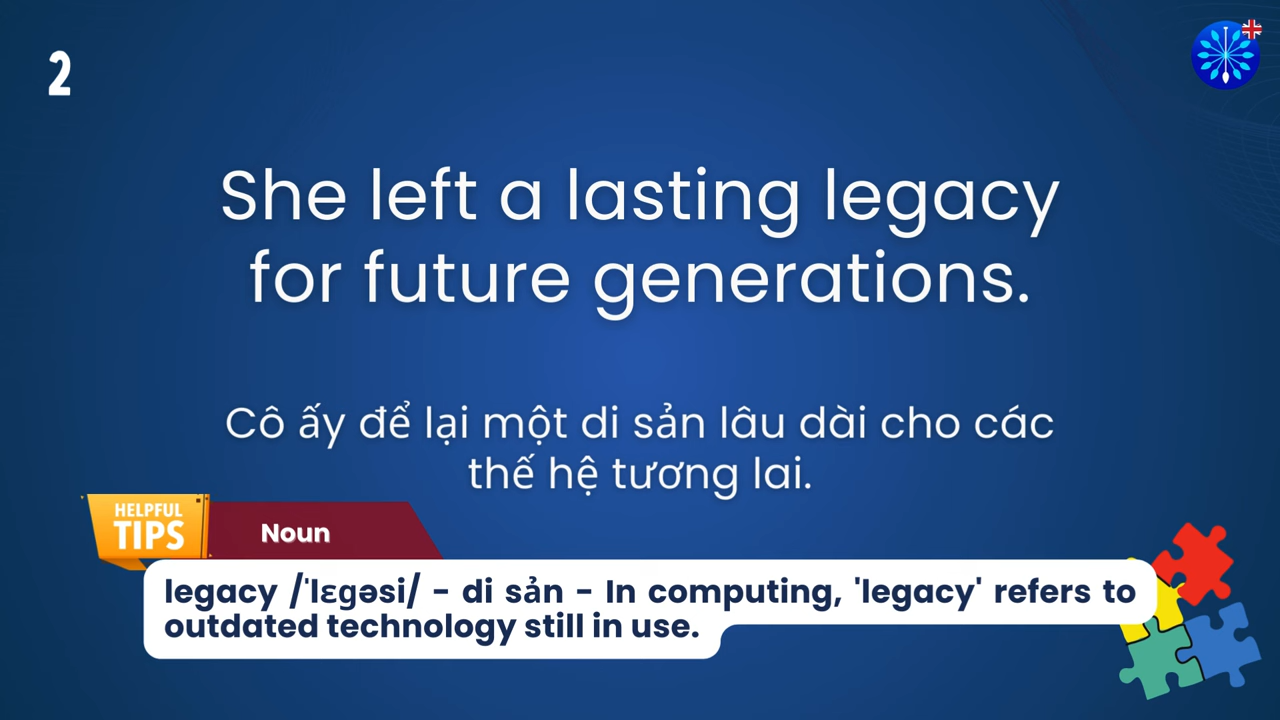 2
She left a lasting legacy
for future generations.
Cô ấy để lại một di sản lâu dài cho các
thế hệ tương lai.
HELPFUL
TIPS
Noun
legacy /ˈlɛɡəsi/ - di sản - In computing, 'legacy' refers to
outdated technology still in use.